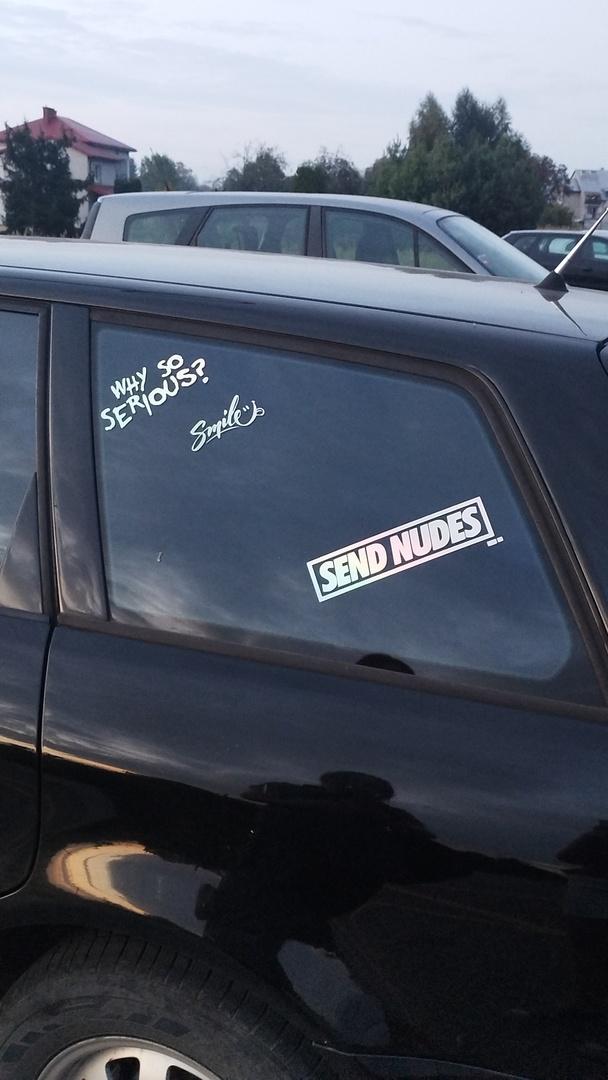 WHY SO
SERIOUS?
Smile
SEND NUDES